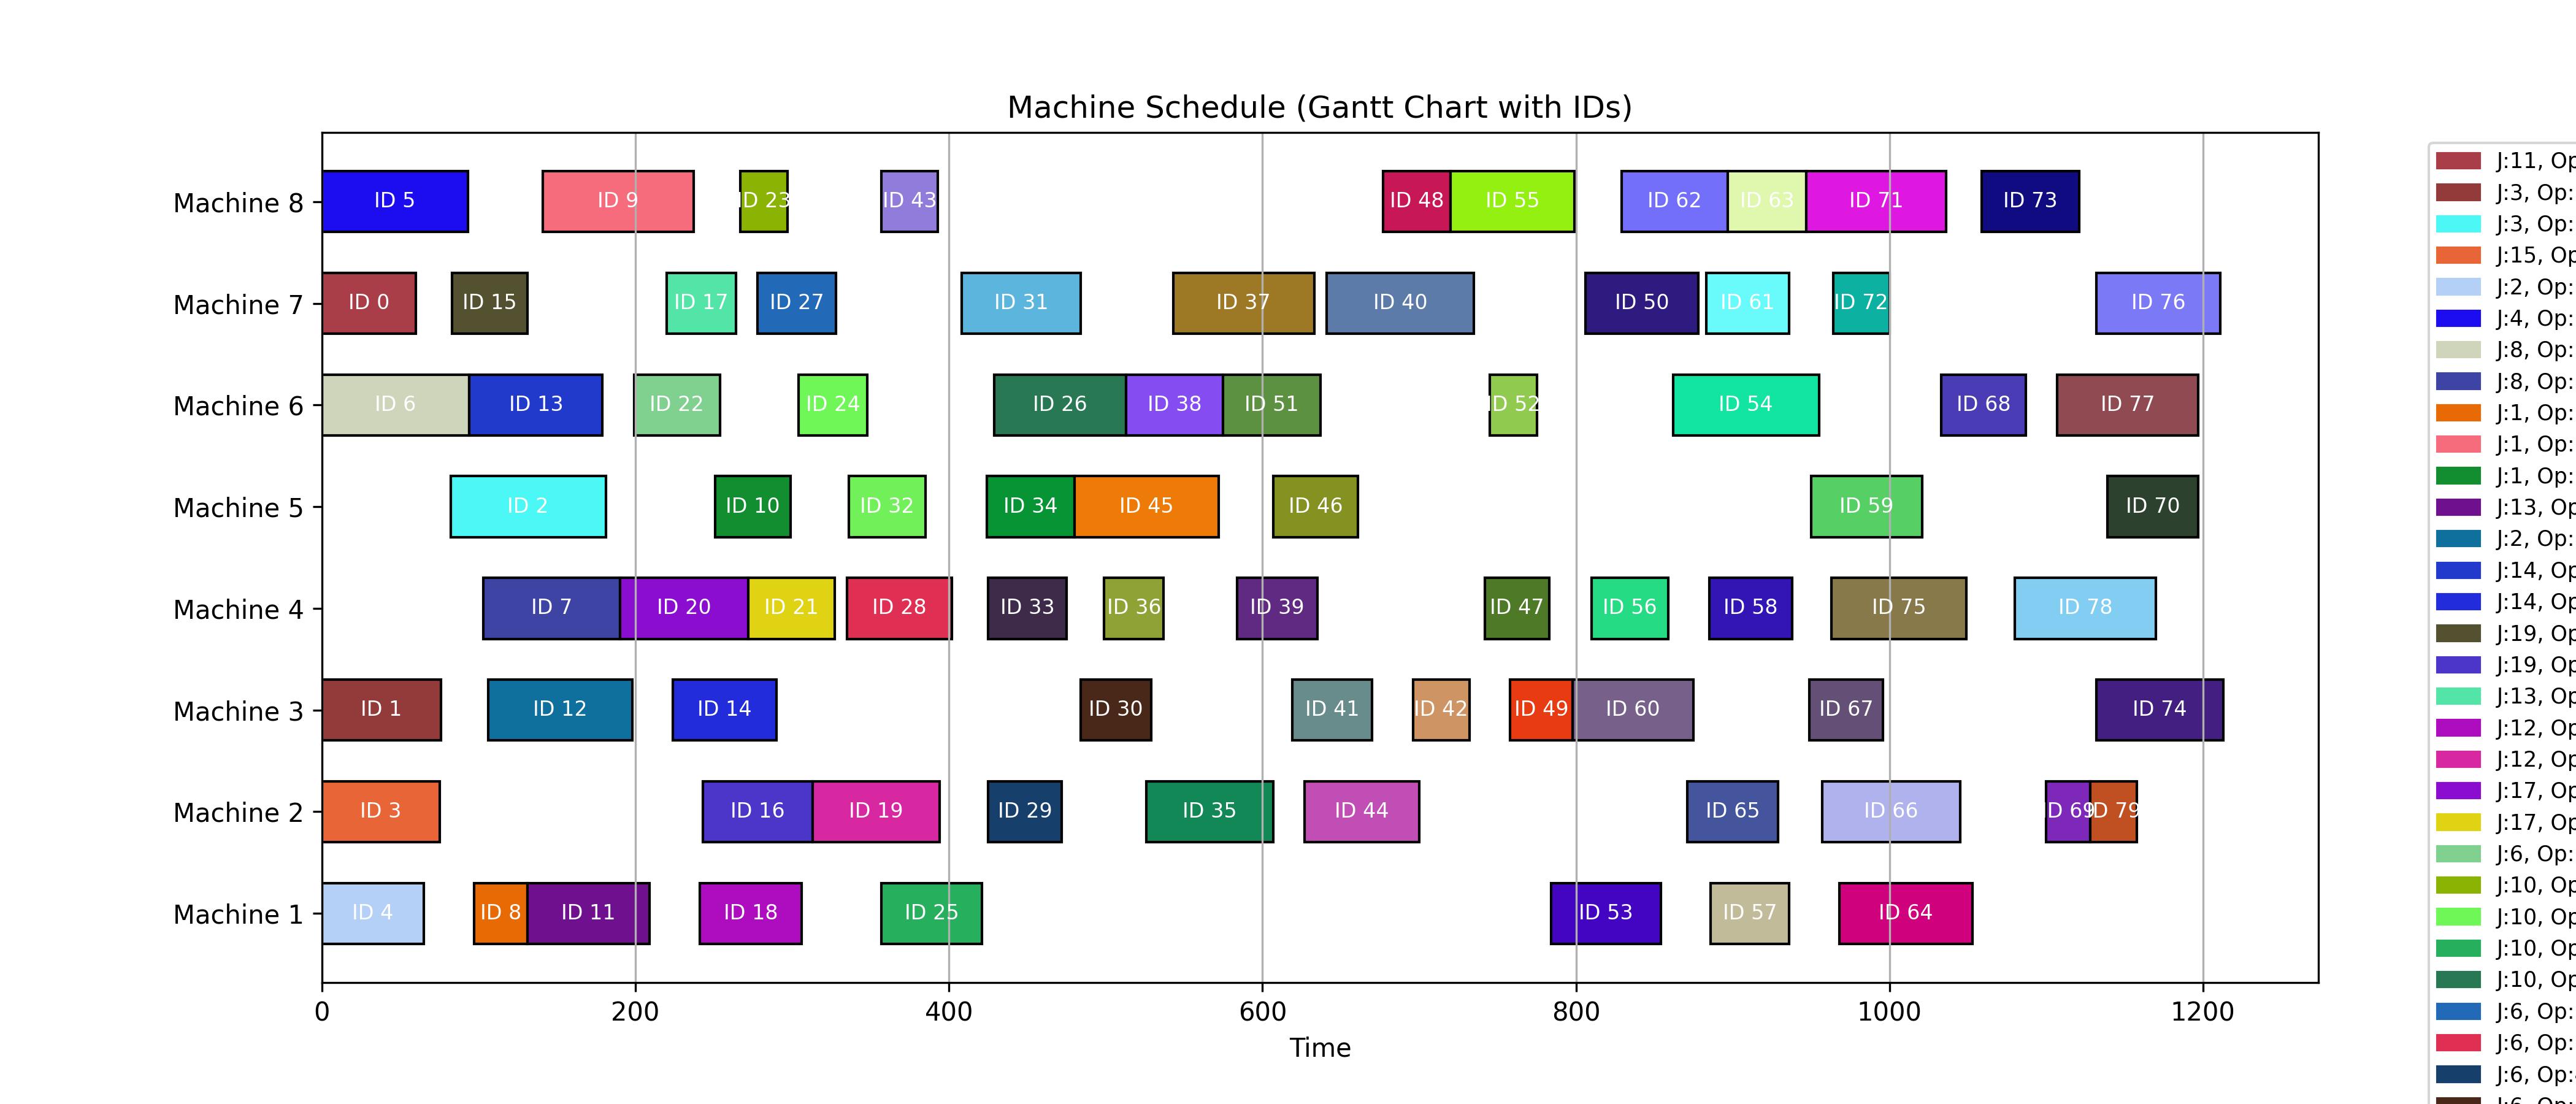 Machine Schedule (Gantt Chart with IDs)
Machine 8 ID 5 ID 9 ID 23 ID 43 ID 48 ID 55 ID 62 ID 63 ID 71 ID 73
Machine 7 ID 0 ID 15 ID 17 ID 27 ID 31 ID 37 ID 40 ID 50 ID 61 ID 72 ID 76
Machine 6 ID 6 ID 13 ID 22 ID 24 ID 26 ID 38 ID 51 ID 52 ID 54 ID 68 ID 77
Machine 5 ID 2 ID 10 ID 32 ID 34 ID 45 ID 46 ID 59 ID 70
Machine 4 ID 7 ID 20 ID 21 ID 28 ID 33 ID 36 ID 39 ID 47 ID 56 ID 58 ID 75 ID 78
Machine 3 ID 1 ID 12 ID 14 ID 30 ID 41 ID 42 ID 49 ID 60 ID 67 ID 74
Machine 2 ID 3 ID 16 ID 19 ID 29 ID 35 ID 44 ID 65 ID 66 ID 69 ID 79
Machine 1 ID 4 ID 8 ID 11 ID 18 ID 25 ID 53 ID 57 ID 64
0 200 400 600 800 1000 1200
Time
J:11, Op
J:3, Op:
J:3, Op:
J:15, Op
J:2, Op:
J:4, Op:
J:8, Op:
J:8, Op:
J:1, Op:
J:1, Op:
J:1, Op:
J:13, Op
J:2, Op:
J:14, Op
J:14, Op
J:19, Op
J:19, Op
J:13, Op
J:12, Op
J:12, Op
J:17, Op
J:17, Op
J:6, Op:
J:10, Op
J:10, Op
J:10, Op
J:10, Op
J:6, Op:
J:6, Op:
J:6, Op: